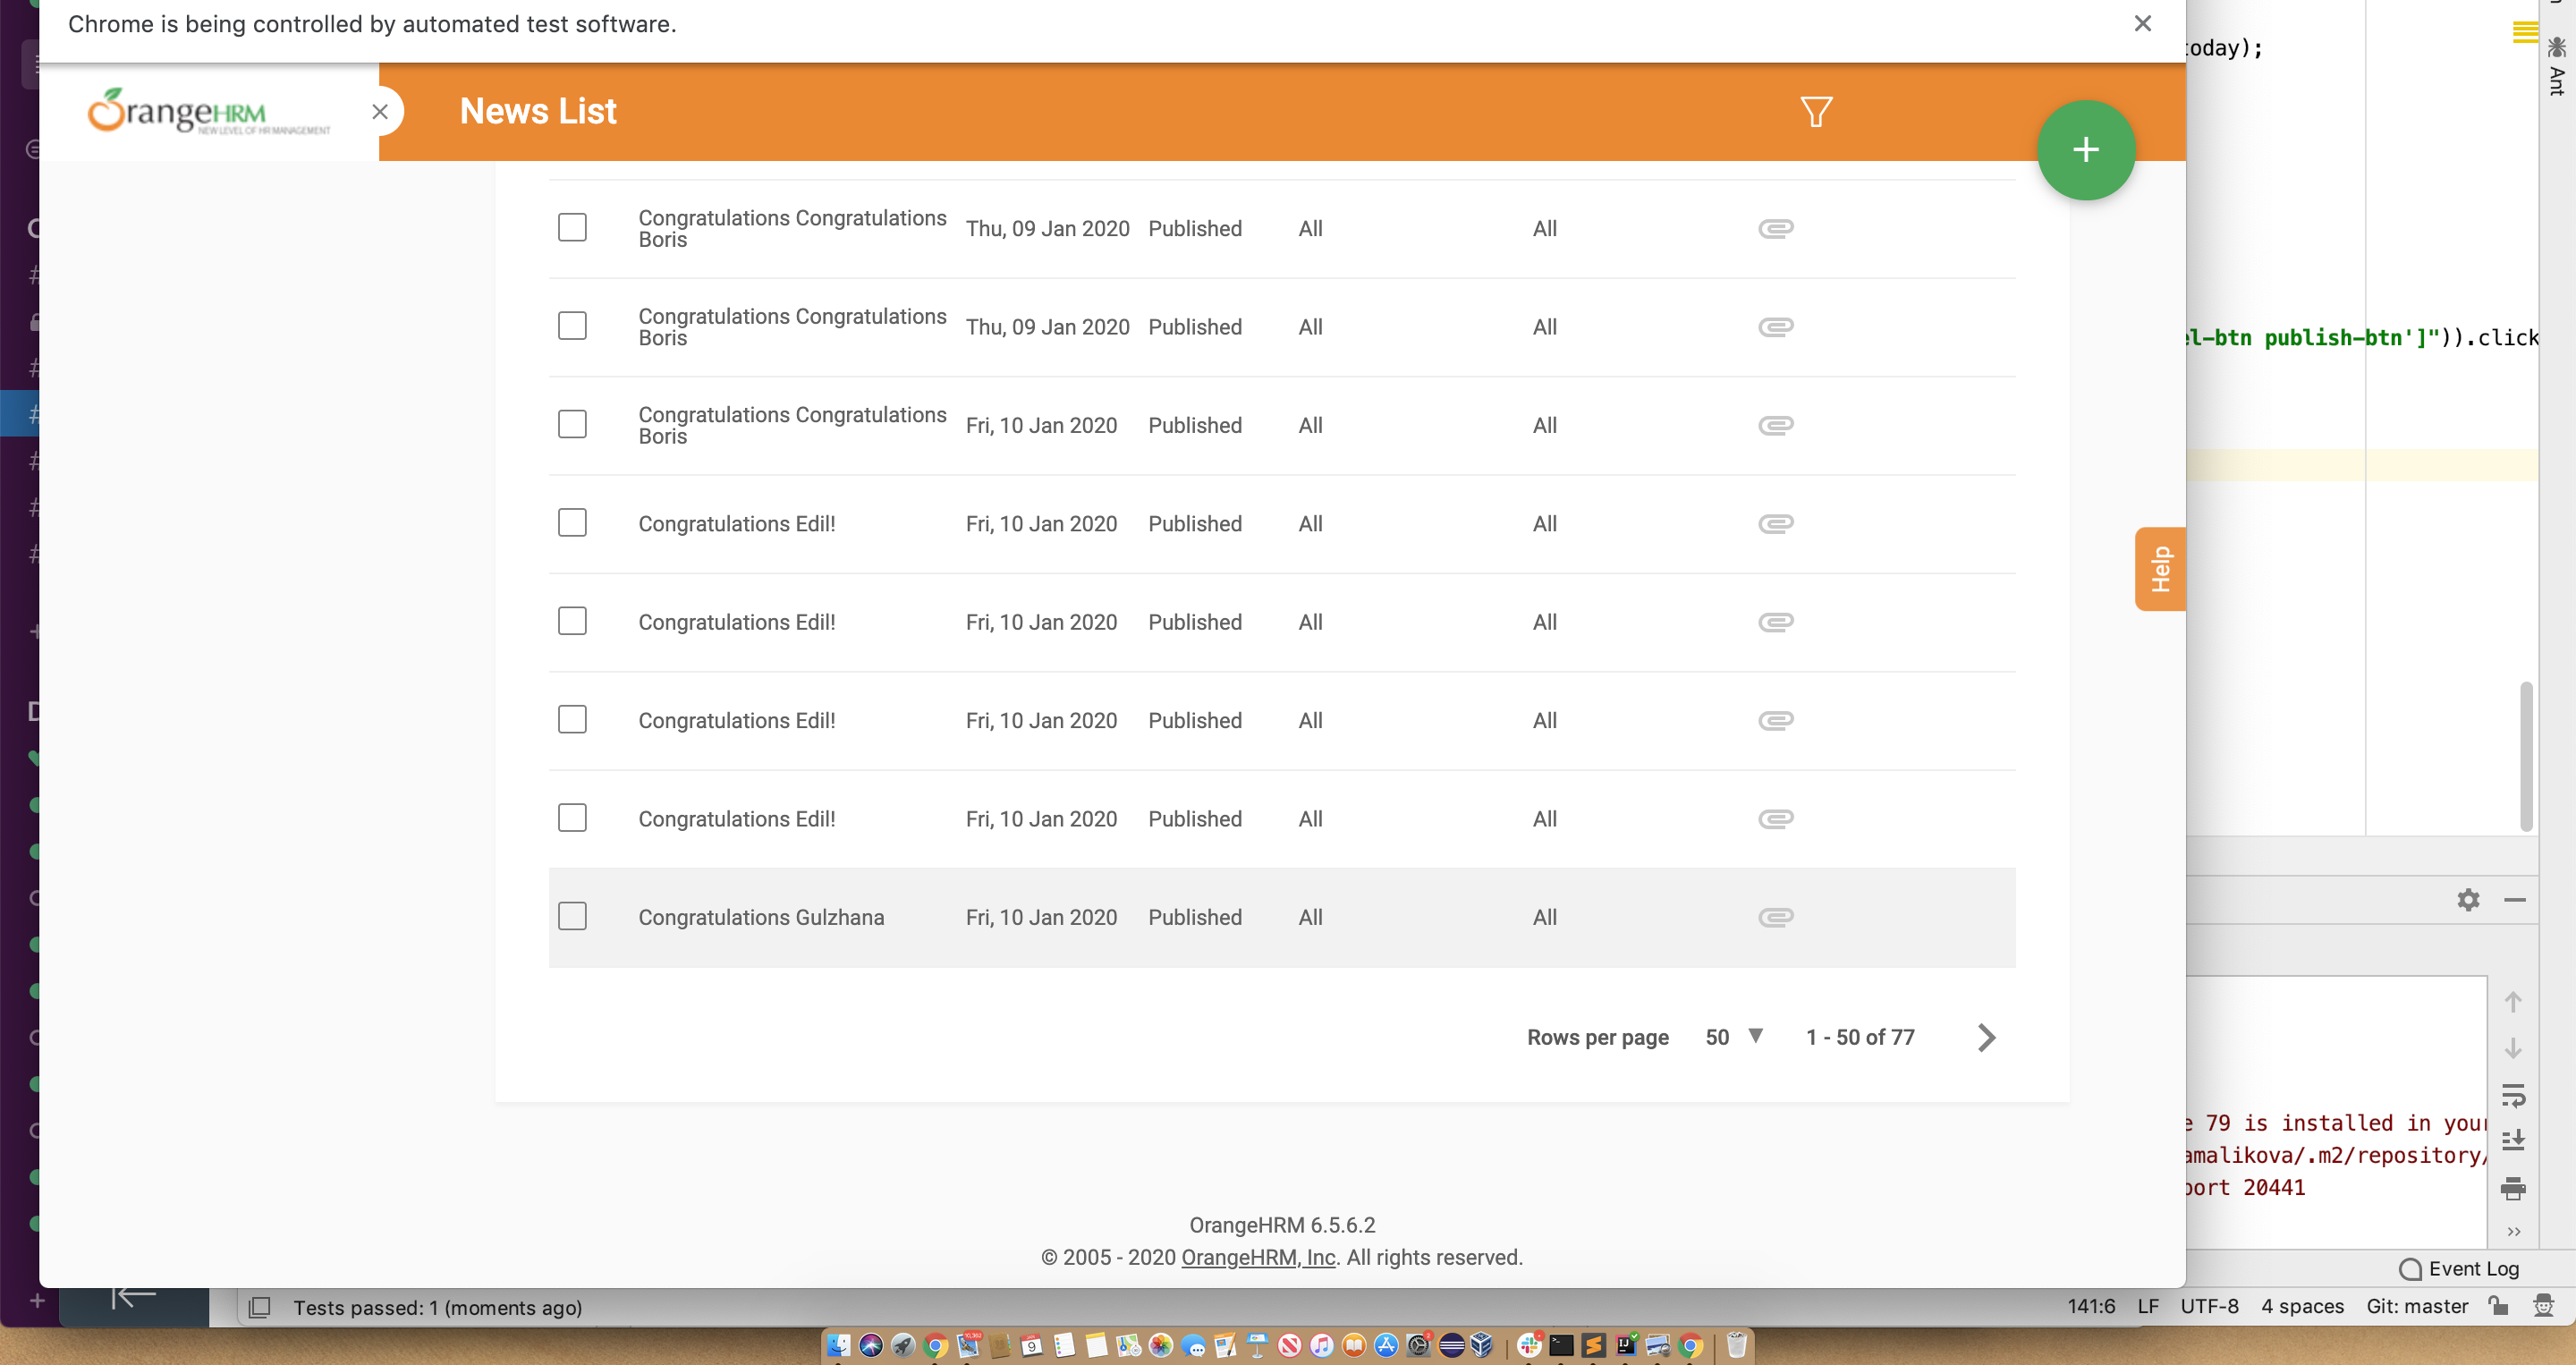 Chrome is being controlled by automated test software.
oday);
Ant
OrangeHRM
NEW LEVEL OF HR MANAGEMENT
News List
Congratulations Congratulations
Boris
Thu, 09 Jan 2020 Published All All
Congratulations Congratulations
Boris
Thu, 09 Jan 2020 Published All All
el-btn publish-btn']")).click
Congratulations Congratulations
Boris
Fri, 10 Jan 2020 Published All All
Congratulations Edil! Fri, 10 Jan 2020 Published All All
Help
Congratulations Edil! Fri, 10 Jan 2020 Published All All
Congratulations Edil! Fri, 10 Jan 2020 Published All All
Congratulations Edil! Fri, 10 Jan 2020 Published All All
Congratulations Gulzhana Fri, 10 Jan 2020 Published All All
Rows per page 50 1 - 50 of 77
e 79 is installed in your
amalikova/.m2/repository/
port 20441
OrangeHRM 6.5.6.2
© 2005 - 2020 OrangeHRM, Inc. All rights reserved.
Event Log
Tests passed: 1 (moments ago)
141:6 LF UTF-8 4 spaces Git: master